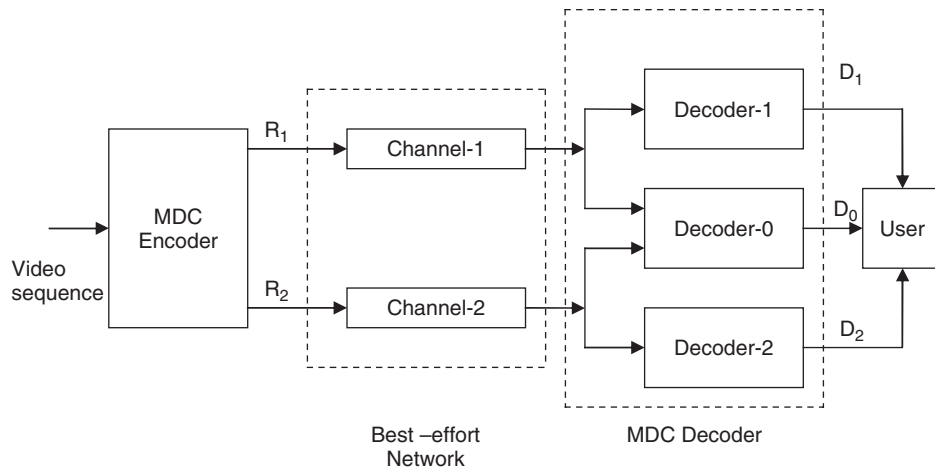 Video
sequence
MDC
Encoder
R1
R2
Channel-1
Channel-2
Best –effort
Network
Decoder-1
Decoder-0
Decoder-2
MDC Decoder
D1
D0
D2
User